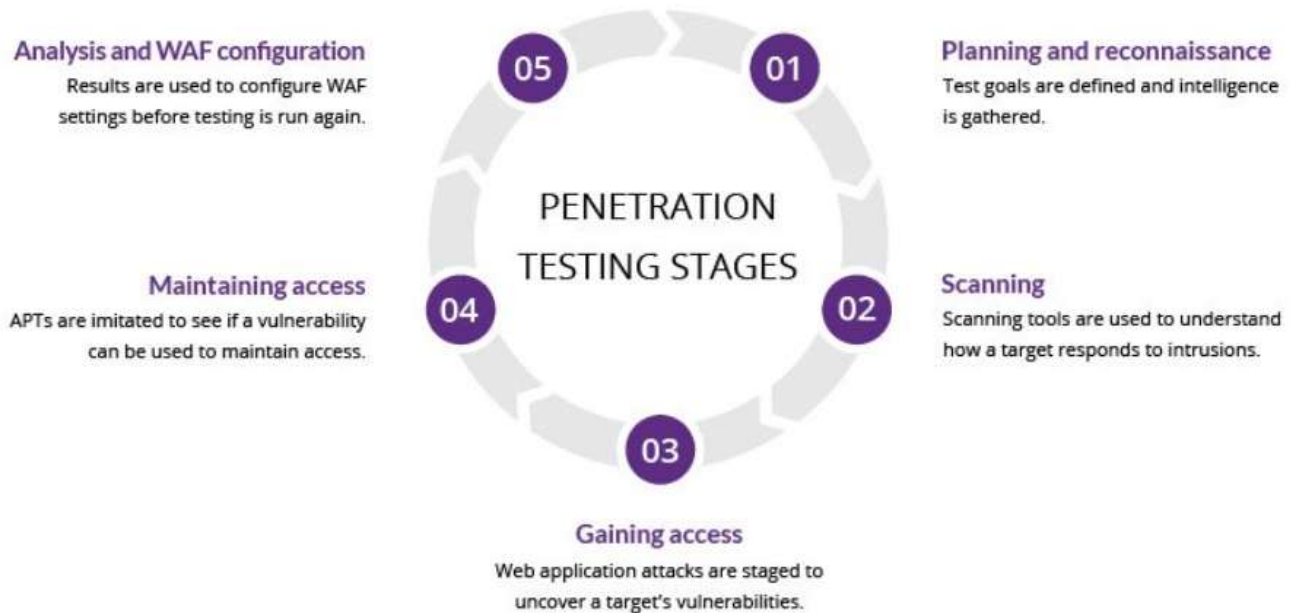 PENETRATION
TESTING STAGES
01
Planning and reconnaissance
Test goals are defined and intelligence
is gathered.
02
Scanning
Scanning tools are used to understand
how a target responds to intrusions.
03
Gaining access
Web application attacks are staged to
uncover a target's vulnerabilities.
04
Maintaining access
APTs are imitated to see if a vulnerability
can be used to maintain access.
05
Analysis and WAF configuration
Results are used to configure WAF
settings before testing is run again.